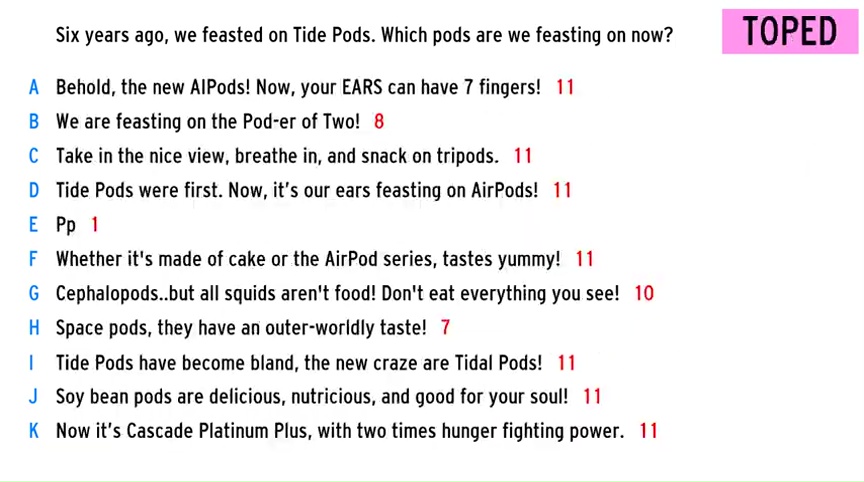 Six years ago, we feasted on Tide Pods. Which pods are we feasting on now? TOPED
A Behold, the new AIPods! Now, your EARS can have 7 fingers! 11
B We are feasting on the Pod-er of Two! 8
C Take in the nice view, breathe in, and snack on tripods. 11
D Tide Pods were first. Now, it’s our ears feasting on AirPods! 11
E Pp 1
F Whether it's made of cake or the AirPod series, tastes yummy! 11
G Cephalopods..but all squids aren't food! Don't eat everything you see! 10
H Space pods, they have an outer-worldly taste! 7
I Tide Pods have become bland, the new craze are Tidal Pods! 11
J Soy bean pods are delicious, nutricious, and good for your soul! 11
K Now it’s Cascade Platinum Plus, with two times hunger fighting power. 11